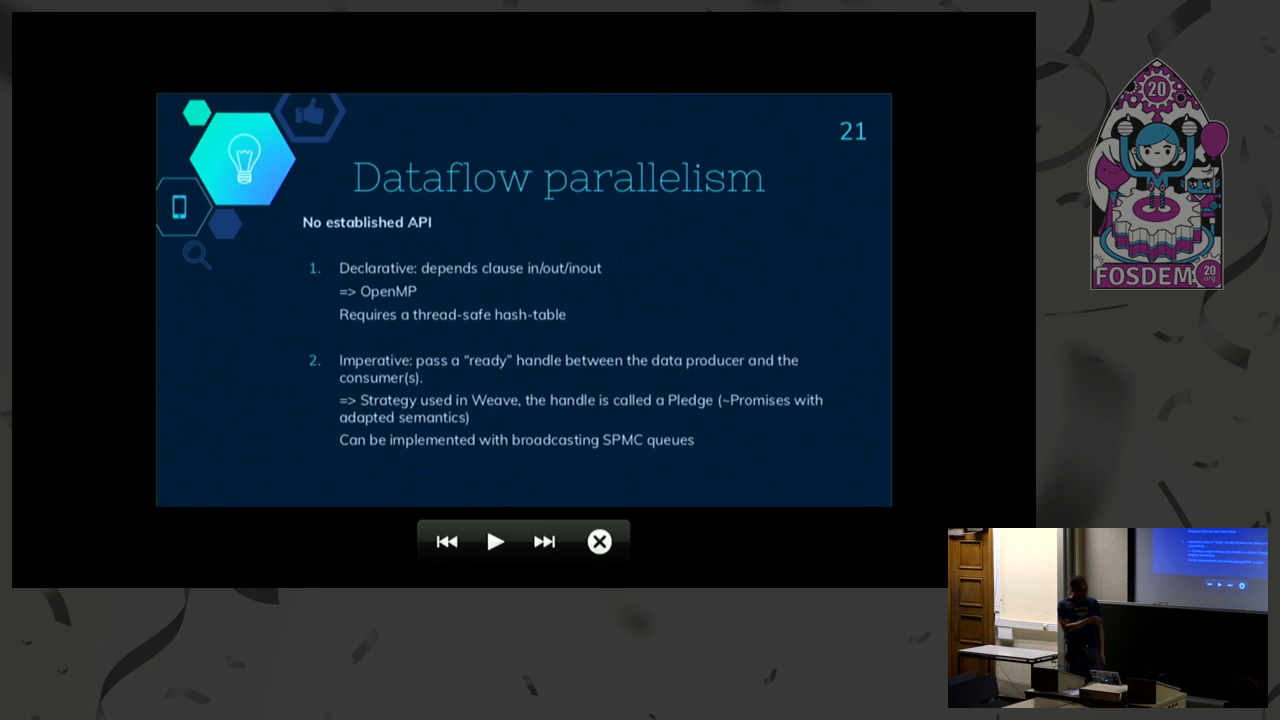 21
Dataflow parallelism
No established API
1. Declarative: depends clause in/out/inout
=> OpenMP
Requires a thread-safe hash-table
2. Imperative: pass a “ready” handle between the data producer and the
consumer(s).
=> Strategy used in Weave, the handle is called a Pledge (~Promises with
adapted semantics)
Can be implemented with broadcasting SPMC queues
20
FOSDEM
20
org